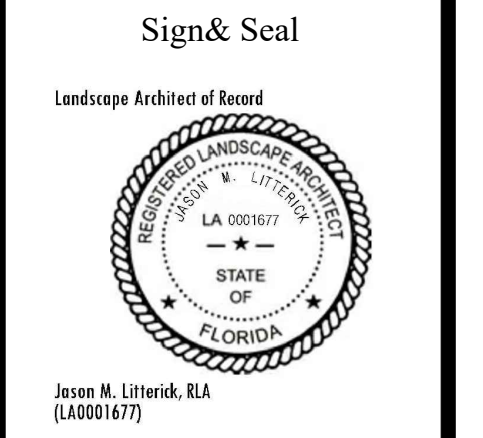 Sign& Seal
Landscape Architect of Record
REGISTERED LANDSCAPE ARCHITECT
JASON M. LITTERICK
LA 0001677
STATE
OF
FLORIDA
Jason M. Litterick, RLA
(LA0001677)